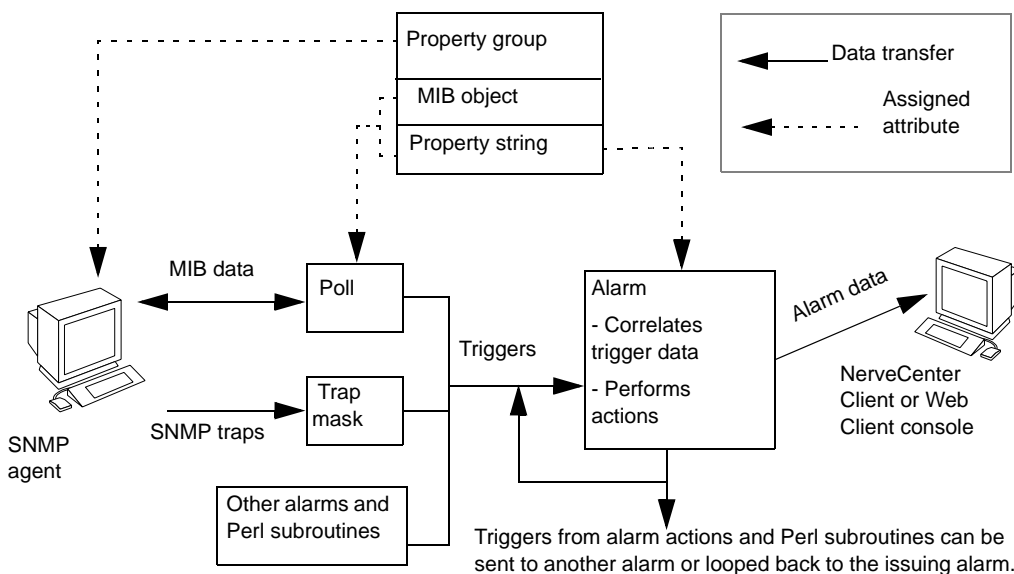 Property group
MIB object
Property string
Data transfer
Assigned
attribute
MIB data
Poll
Triggers
Alarm
- Correlates
trigger data
- Performs
actions
Alarm data
NerveCenter
Client or Web
Client console
SNMP
agent
SNMP traps
Trap
mask
Other alarms and
Perl subroutines
Triggers from alarm actions and Perl subroutines can be
sent to another alarm or looped back to the issuing alarm.